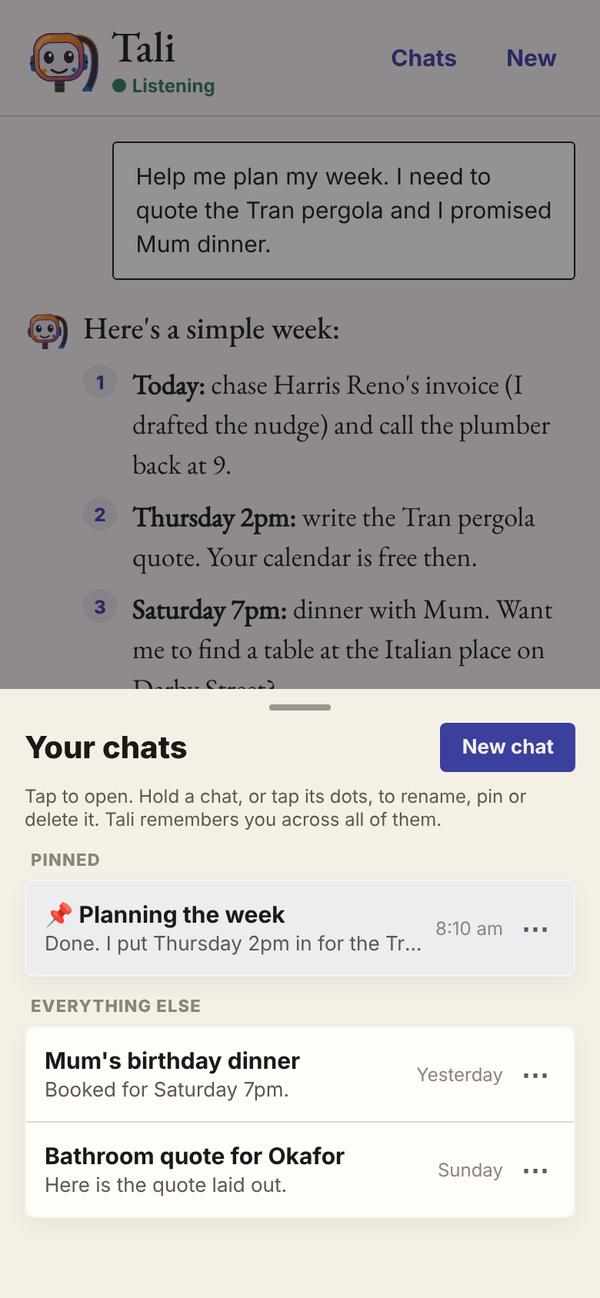 Tali
Listening
Chats
New
Help me plan my week. I need to
quote the Tran pergola and I promised
Mum dinner.
Here's a simple week:
1
Today: chase Harris Reno's invoice (I
drafted the nudge) and call the plumber
back at 9.
2
Thursday 2pm: write the Tran pergola
quote. Your calendar is free then.
3
Saturday 7pm: dinner with Mum. Want
me to find a table at the Italian place on
Darby Street?
Your chats
New chat
Tap to open. Hold a chat, or tap its dots, to rename, pin or
delete it. Tali remembers you across all of them.
PINNED
📌 Planning the week
Done. I put Thursday 2pm in for the Tr...
8:10 am
EVERYTHING ELSE
Mum's birthday dinner
Booked for Saturday 7pm.
Yesterday
Bathroom quote for Okafor
Here is the quote laid out.
Sunday